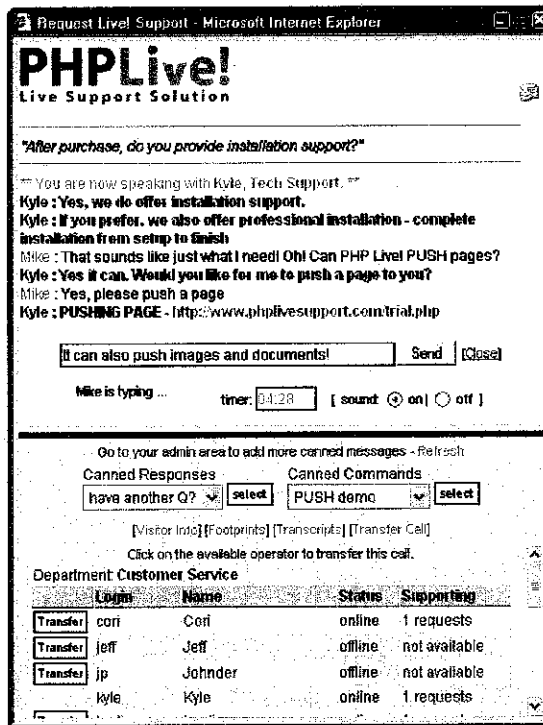 Request Live! Support - Microsoft Internet Explorer
PHPLive!
Live Support Solution
"After purchase, do you provide installation support?"
** You are now speaking with Kyle, Tech Support. **
Kyle : Yes, we do offer installation support.
Kyle : If you prefer, we also offer professional installation - complete
installation from setup to finish
Mike : That sounds like just what I need! Oh! Can PHP Live! PUSH pages?
Kyle : Yes it can. Would you like for me to push a page to you?
Mike : Yes, please push a page
Kyle : PUSHING PAGE - http://www.phplivesupport.com/trial.php
It can also push images and documents! Send [Close]
Mike is typing ... timer: 04:28 [ sound: on | off ]
Go to your admin area to add more canned messages - Refresh
Canned Responses Canned Commands
have another Q? select PUSH demo select
[Visitor Info] [Footprints] [Transcripts] [Transfer Call]
Click on the available operator to transfer this call.
Department: Customer Service
Login Name Status Supporting
Transfer cori Cori online 1 requests
Transfer jeff Jeff offline not available
Transfer jp Johnder offline not available
kyle Kyle online 1 requests